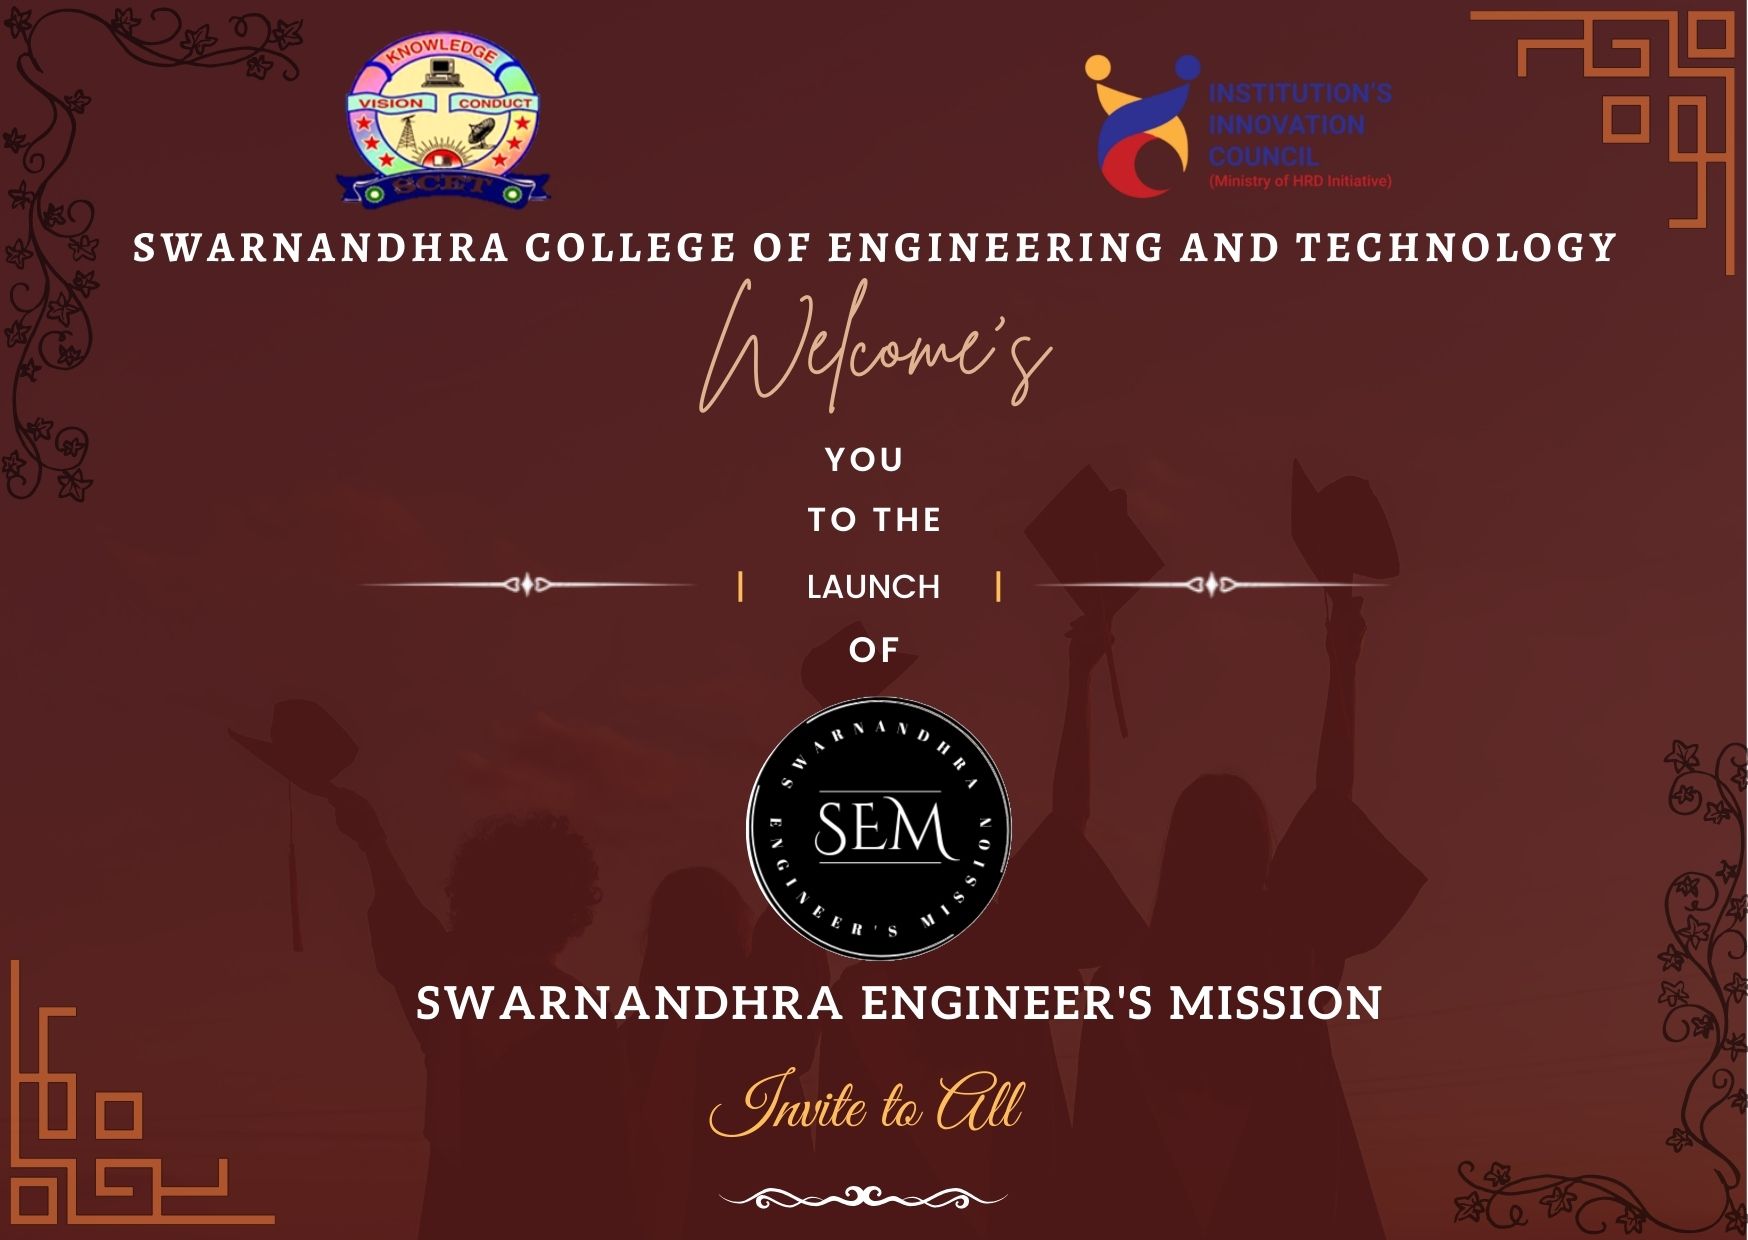 KNOWLEDGE
VISION CONDUCT
SCET
INSTITUTION'S
INNOVATION
COUNCIL
(Ministry of HRD Initiative)
SWARNANDHRA COLLEGE OF ENGINEERING AND TECHNOLOGY
Welcome's
YOU
TO THE
| LAUNCH |
OF
SWARNANDHRA
SEM
ENGINEER'S MISSION
SWARNANDHRA ENGINEER'S MISSION
Invite to All